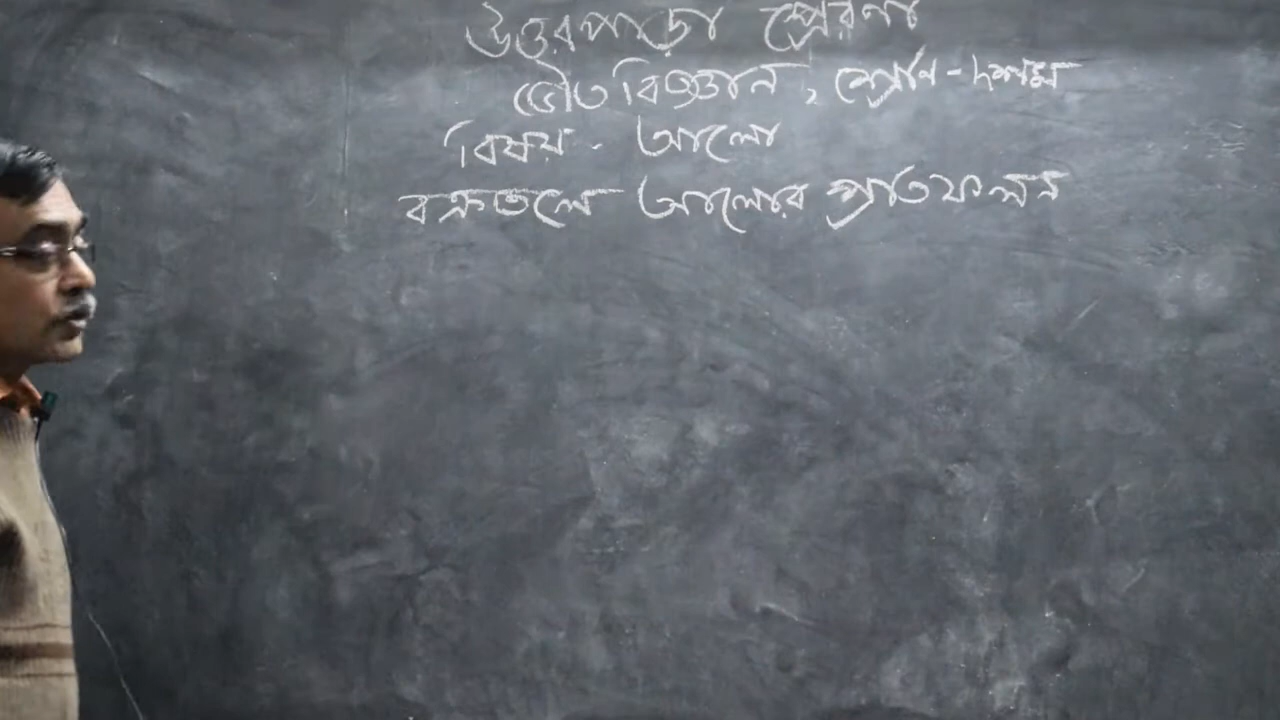 উত্তরপাড়া প্রেরণা
ভৌতবিজ্ঞান, শ্রেণি - দশম
বিষয় - আলো
বক্রতলে আলোর প্রতিফলন